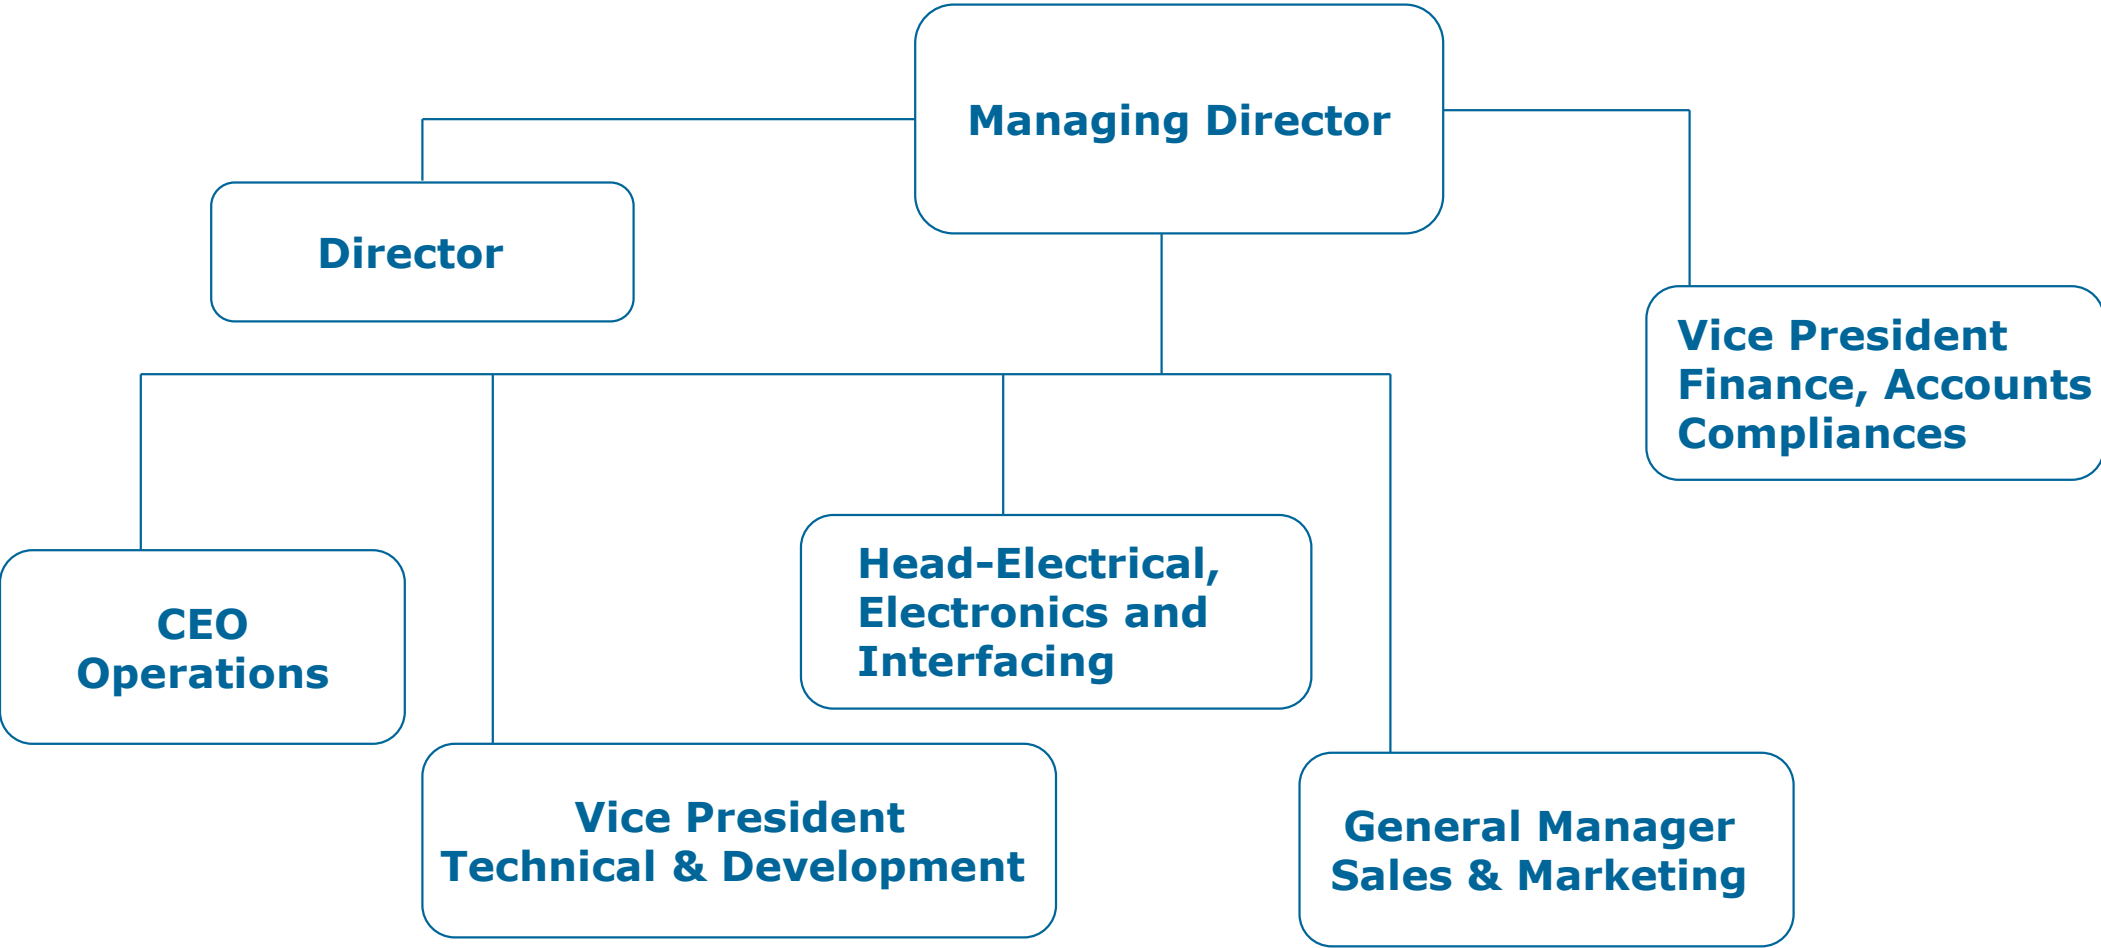 Managing Director
Director
Vice President
Finance, Accounts
Compliances
Head-Electrical,
Electronics and
Interfacing
CEO
Operations
Vice President
Technical & Development
General Manager
Sales & Marketing